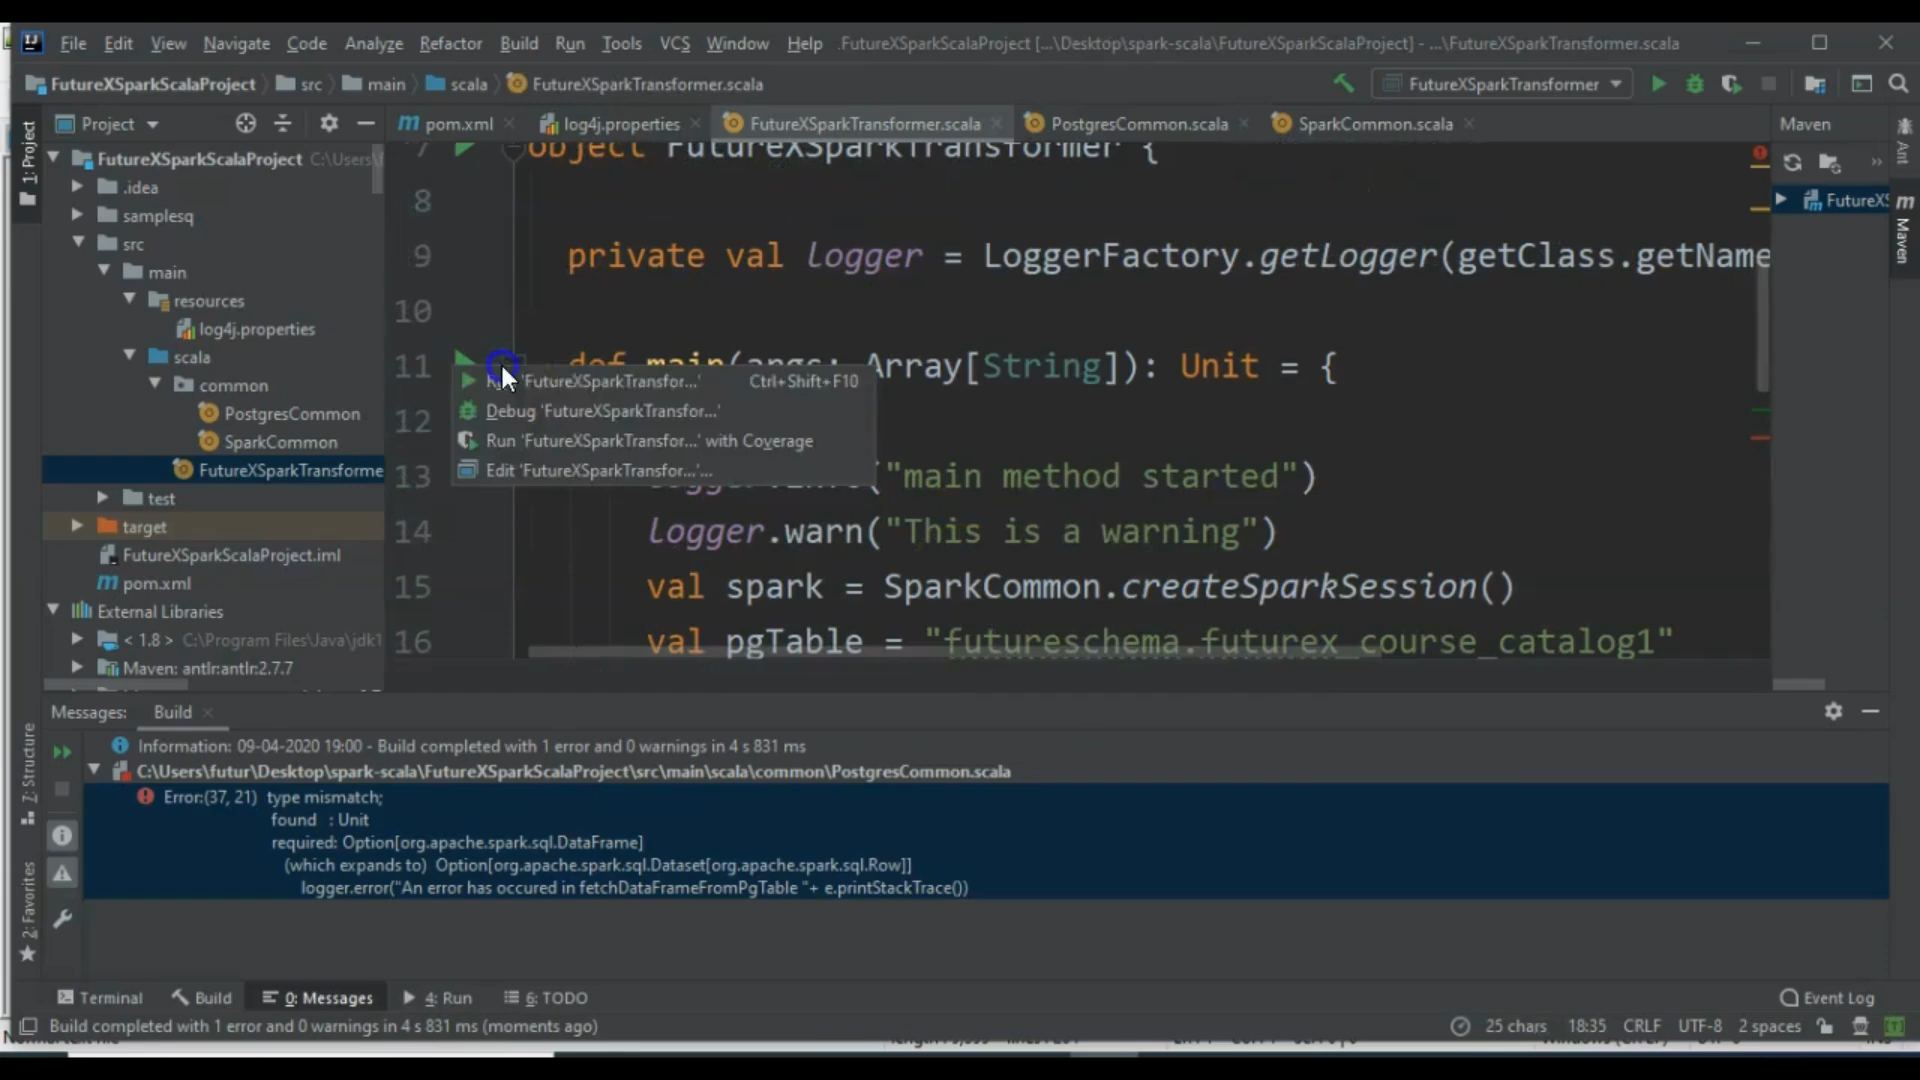 File Edit View Navigate Code Analyze Refactor Build Run Tools VCS Window Help FutureXSparkScalaProject [...\Desktop\spark-scala\FutureXSparkScalaProject] - ...\FutureXSparkTransformer.scala
FutureXSparkScalaProject src main scala FutureXSparkTransformer.scala FutureXSparkTransformer
1: Project
Project
pom.xml log4j.properties FutureXSparkTransformer.scala PostgresCommon.scala SparkCommon.scala
Maven
Ant
FutureXSparkScalaProject C:\Users\f
.idea
samplesq
src
main
resources
log4j.properties
scala
common
PostgresCommon
SparkCommon
FutureXSparkTransforme
test
target
FutureXSparkScalaProject.iml
pom.xml
External Libraries
< 1.8 > C:\Program Files\Java\jdk1
Maven: antlr:antlr:2.7.7
7 object FutureXSparkTransformer {
8
9 private val logger = LoggerFactory.getLogger(getClass.getName
10
11 def main(args: Array[String]): Unit = {
12
13 ("main method started")
14 logger.warn("This is a warning")
15 val spark = SparkCommon.createSparkSession()
16 val pgTable = "futureschema.futurex_course_catalog1"
'FutureXSparkTransfor...' Ctrl+Shift+F10
Debug 'FutureXSparkTransfor...'
Run 'FutureXSparkTransfor...' with Coverage
Edit 'FutureXSparkTransfor...'...
FutureXS
Maven
Messages: Build
Information: 09-04-2020 19:00 - Build completed with 1 error and 0 warnings in 4 s 831 ms
C:\Users\futur\Desktop\spark-scala\FutureXSparkScalaProject\src\main\scala\common\PostgresCommon.scala
Error:(37, 21) type mismatch;
found : Unit
required: Option[org.apache.spark.sql.DataFrame]
(which expands to) Option[org.apache.spark.sql.Dataset[org.apache.spark.sql.Row]]
logger.error("An error has occured in fetchDataFrameFromPgTable "+ e.printStackTrace())
7: Structure
2: Favorites
Terminal Build 0: Messages 4: Run 6: TODO Event Log
Build completed with 1 error and 0 warnings in 4 s 831 ms (moments ago) 25 chars 18:35 CRLF UTF-8 2 spaces